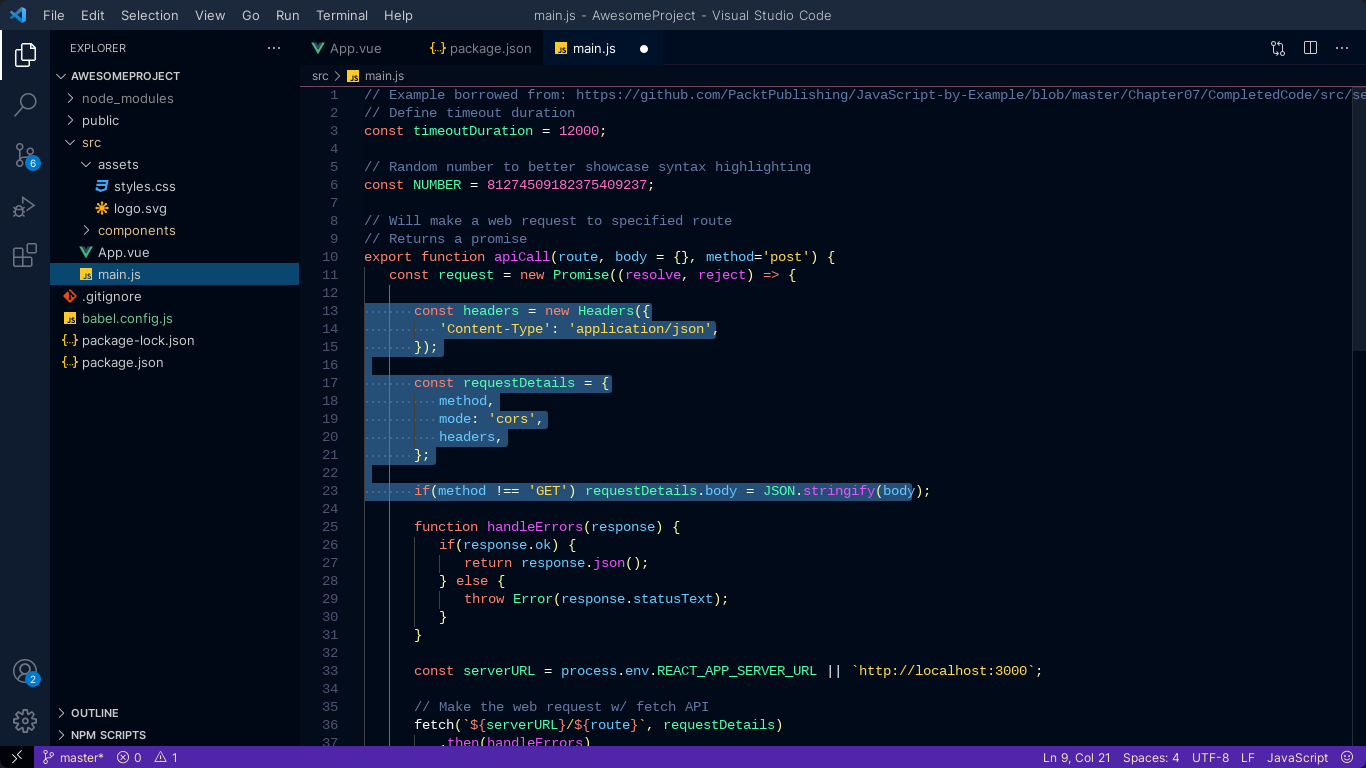 File Edit Selection View Go Run Terminal Help main.js - AwesomeProject - Visual Studio Code
EXPLORER ···
App.vue {..} package.json JS main.js
AWESOMEPROJECT
src > JS main.js
node_modules
public
src
assets
styles.css
logo.svg
components
App.vue
JS main.js
.gitignore
JS babel.config.js
{..} package-lock.json
{..} package.json
6
2
OUTLINE
NPM SCRIPTS
1 // Example borrowed from: https://github.com/PacktPublishing/JavaScript-by-Example/blob/master/Chapter07/CompletedCode/src/se
2 // Define timeout duration
3 const timeoutDuration = 12000;
4
5 // Random number to better showcase syntax highlighting
6 const NUMBER = 81274509182375409237;
7
8 // Will make a web request to specified route
9 // Returns a promise
10 export function apiCall(route, body = {}, method='post') {
11 const request = new Promise((resolve, reject) => {
12
13 const headers = new Headers({
14 'Content-Type': 'application/json',
15 });
16
17 const requestDetails = {
18 method,
19 mode: 'cors',
20 headers,
21 };
22
23 if(method !== 'GET') requestDetails.body = JSON.stringify(body);
24
25 function handleErrors(response) {
26 if(response.ok) {
27 return response.json();
28 } else {
29 throw Error(response.statusText);
30 }
31 }
32
33 const serverURL = process.env.REACT_APP_SERVER_URL || `http://localhost:3000`;
34
35 // Make the web request w/ fetch API
36 fetch(`${serverURL}/${route}`, requestDetails)
37 .then(handleErrors)
master* 0 1 Ln 9, Col 21 Spaces: 4 UTF-8 LF JavaScript